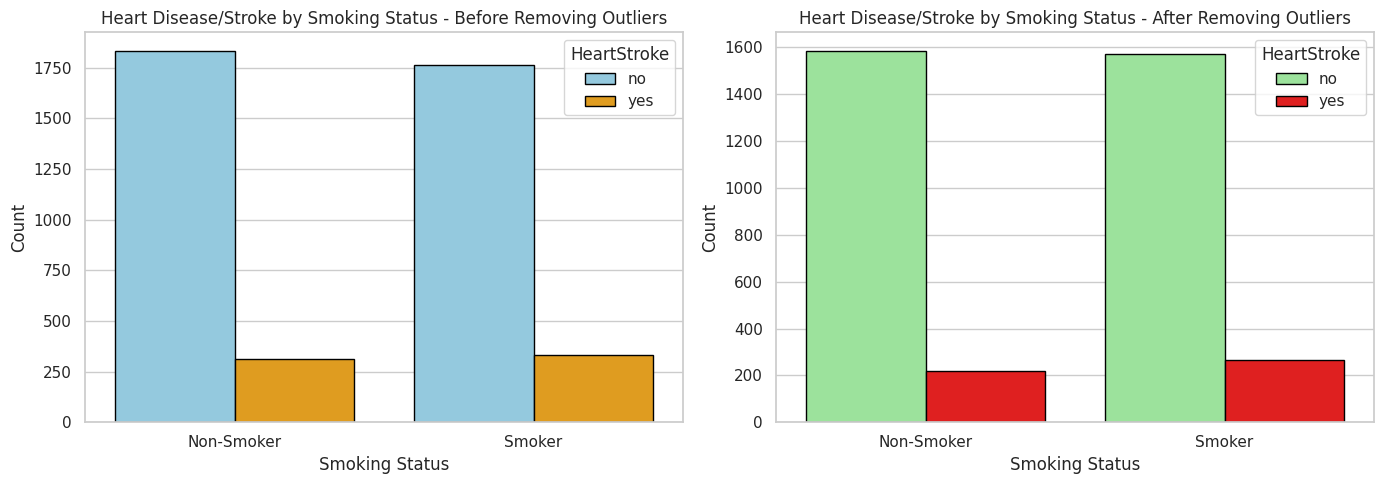 Heart Disease/Stroke by Smoking Status - Before Removing Outliers
HeartStroke
no
yes
1750
1500
1250
1000
750
500
250
0
Count
Non-Smoker
Smoker
Smoking Status
Heart Disease/Stroke by Smoking Status - After Removing Outliers
HeartStroke
no
yes
1600
1400
1200
1000
800
600
400
200
0
Count
Non-Smoker
Smoker
Smoking Status